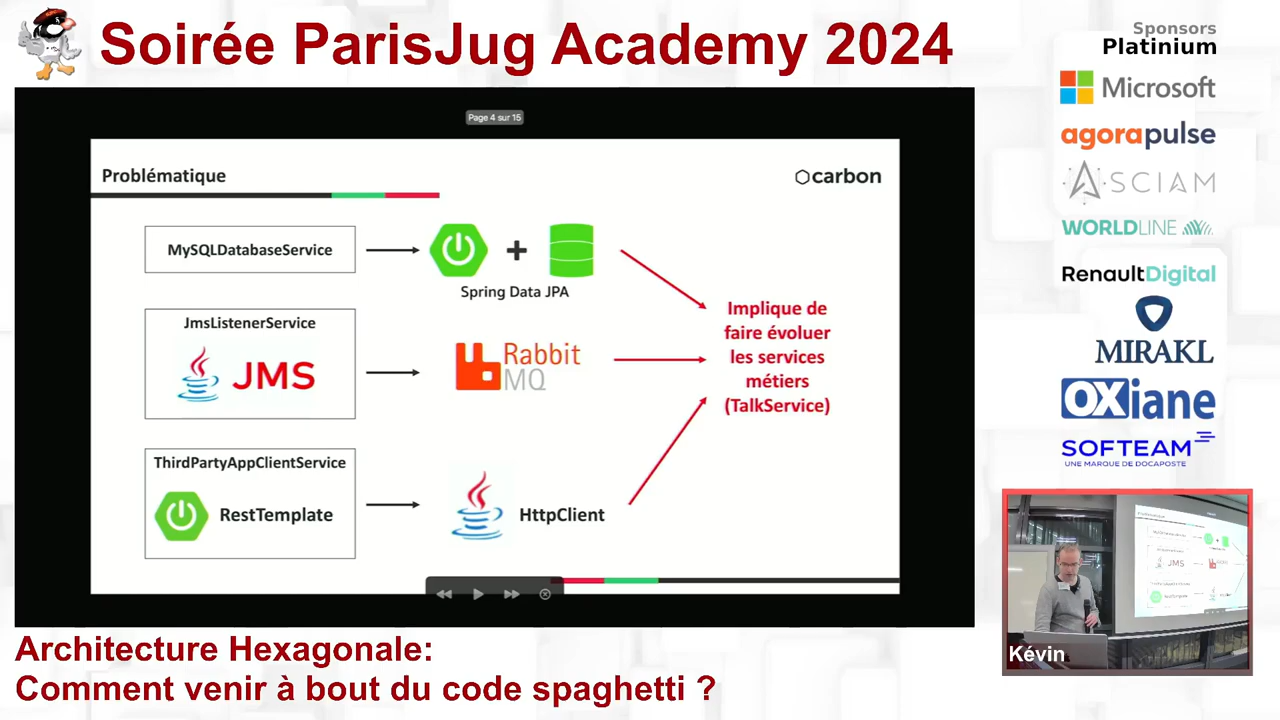 Soirée ParisJug Academy 2024
Sponsors
Platinium
Microsoft
agorapulse
ASCIAM
WORLDLINE
RenaultDigital
MIRAKL
OXiane
SOFTEAM
UNE MARQUE DE DOCAPOSTE
Page 4 sur 15
Problématique
carbon
MySQLDatabaseService
+
Spring Data JPA
JmsListenerService
JMS
Rabbit
MQ
Implique de
faire évoluer
les services
métiers
(TalkService)
ThirdPartyAppClientService
RestTemplate
HttpClient
Kévin
Architecture Hexagonale:
Comment venir à bout du code spaghetti ?